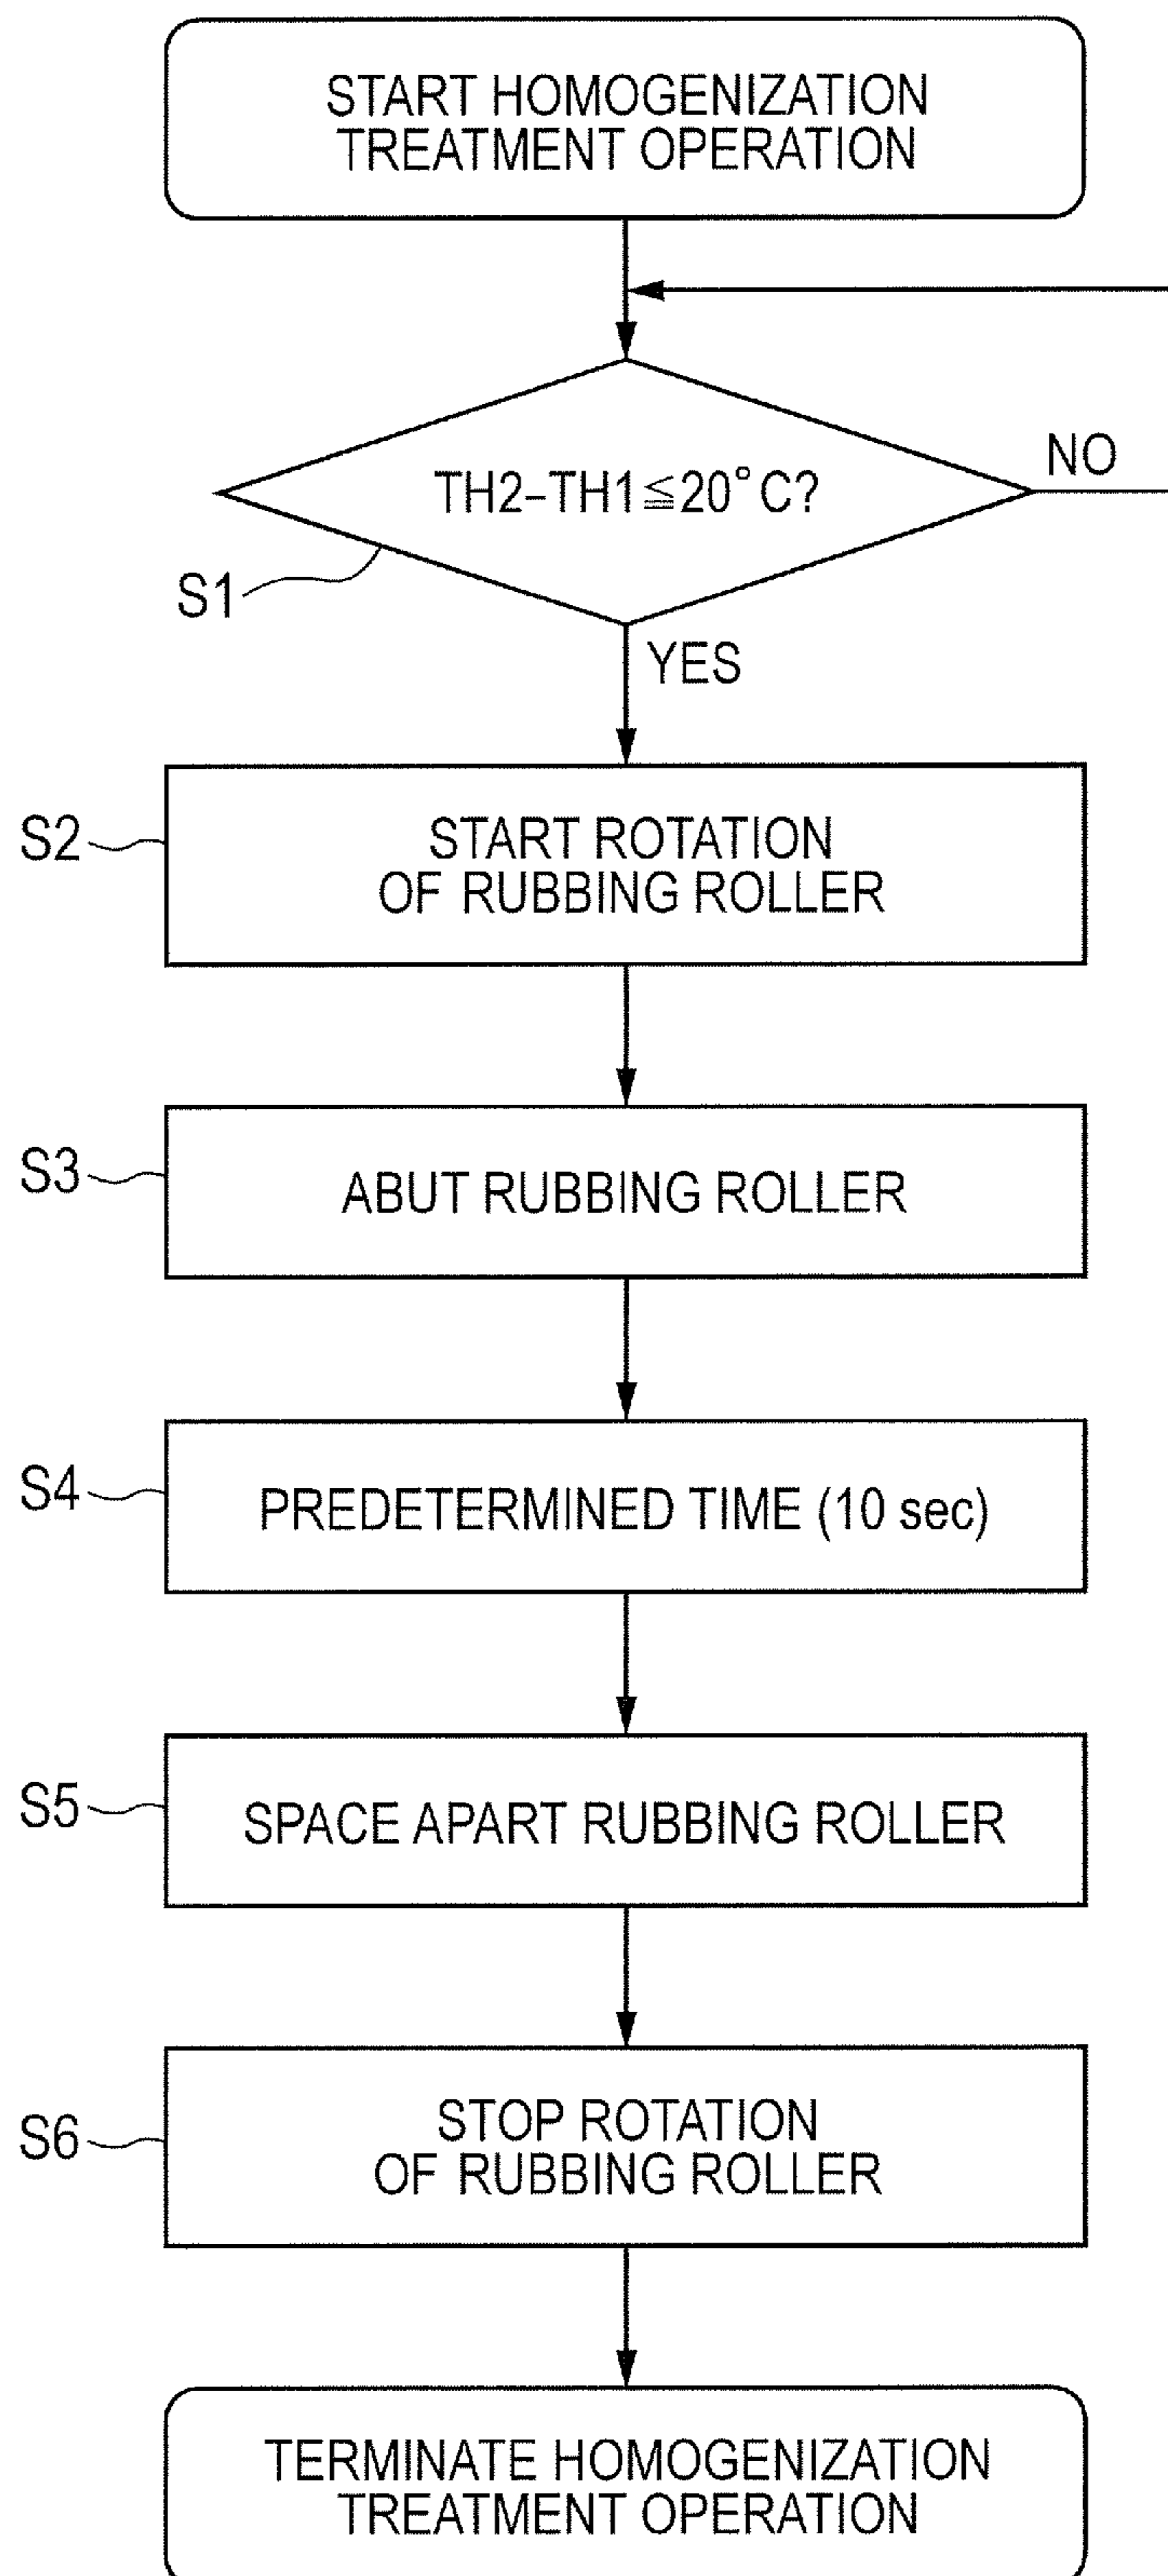 START HOMOGENIZATION
TREATMENT OPERATION
TH2–TH1≦20°C?
NO
S1
YES
S2
START ROTATION
OF RUBBING ROLLER
S3
ABUT RUBBING ROLLER
S4
PREDETERMINED TIME (10 sec)
S5
SPACE APART RUBBING ROLLER
S6
STOP ROTATION
OF RUBBING ROLLER
TERMINATE HOMOGENIZATION
TREATMENT OPERATION